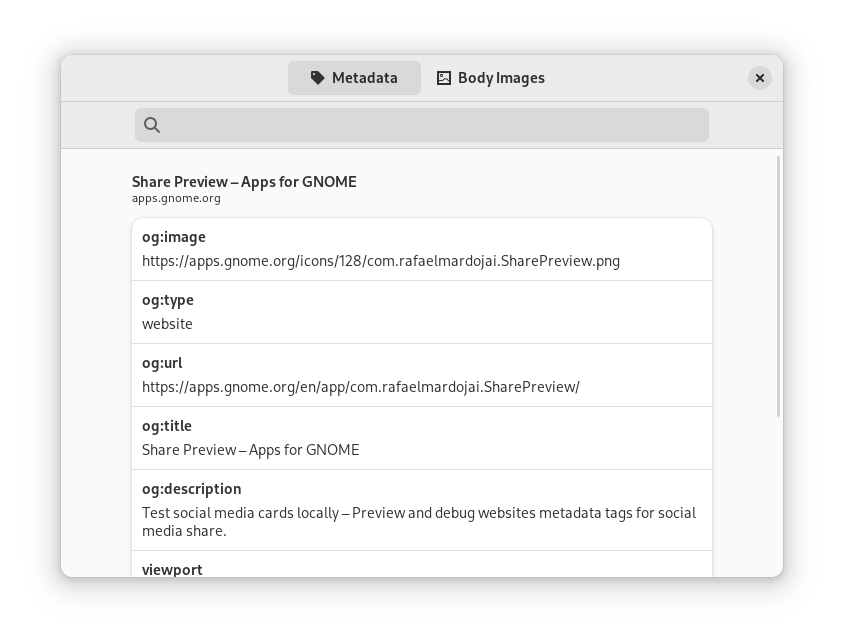 Metadata
Body Images
Share Preview – Apps for GNOME
apps.gnome.org
og:image
https://apps.gnome.org/icons/128/com.rafaelmardojai.SharePreview.png
og:type
website
og:url
https://apps.gnome.org/en/app/com.rafaelmardojai.SharePreview/
og:title
Share Preview – Apps for GNOME
og:description
Test social media cards locally – Preview and debug websites metadata tags for social
media share.
viewport